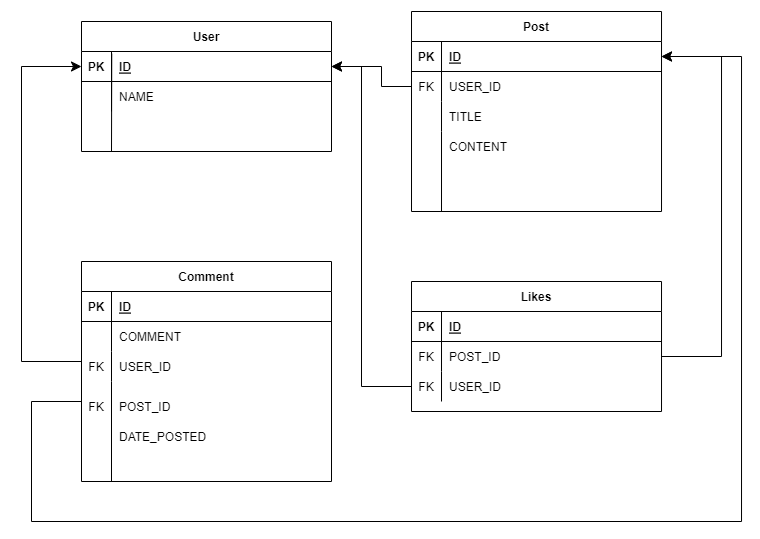 User
PK ID
NAME
Post
PK ID
FK USER_ID
TITLE
CONTENT
Comment
PK ID
COMMENT
FK USER_ID
FK POST_ID
DATE_POSTED
Likes
PK ID
FK POST_ID
FK USER_ID